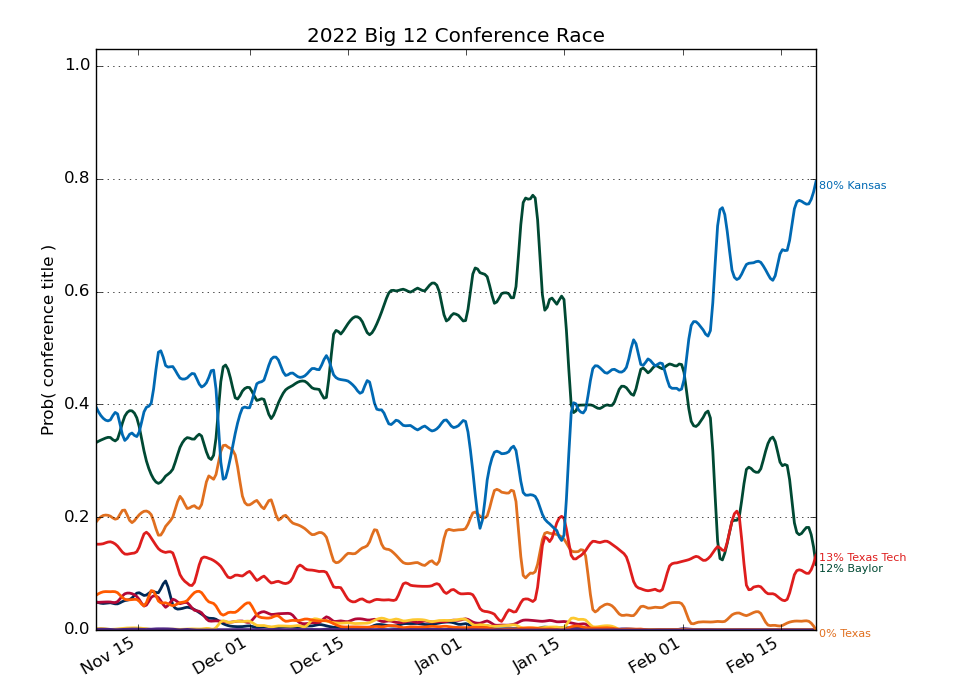 2022 Big 12 Conference Race
Prob( conference title )
1.0
0.8
0.6
0.4
0.2
0.0
80% Kansas
13% Texas Tech
12% Baylor
0% Texas
Nov 15
Dec 01
Dec 15
Jan 01
Jan 15
Feb 01
Feb 15